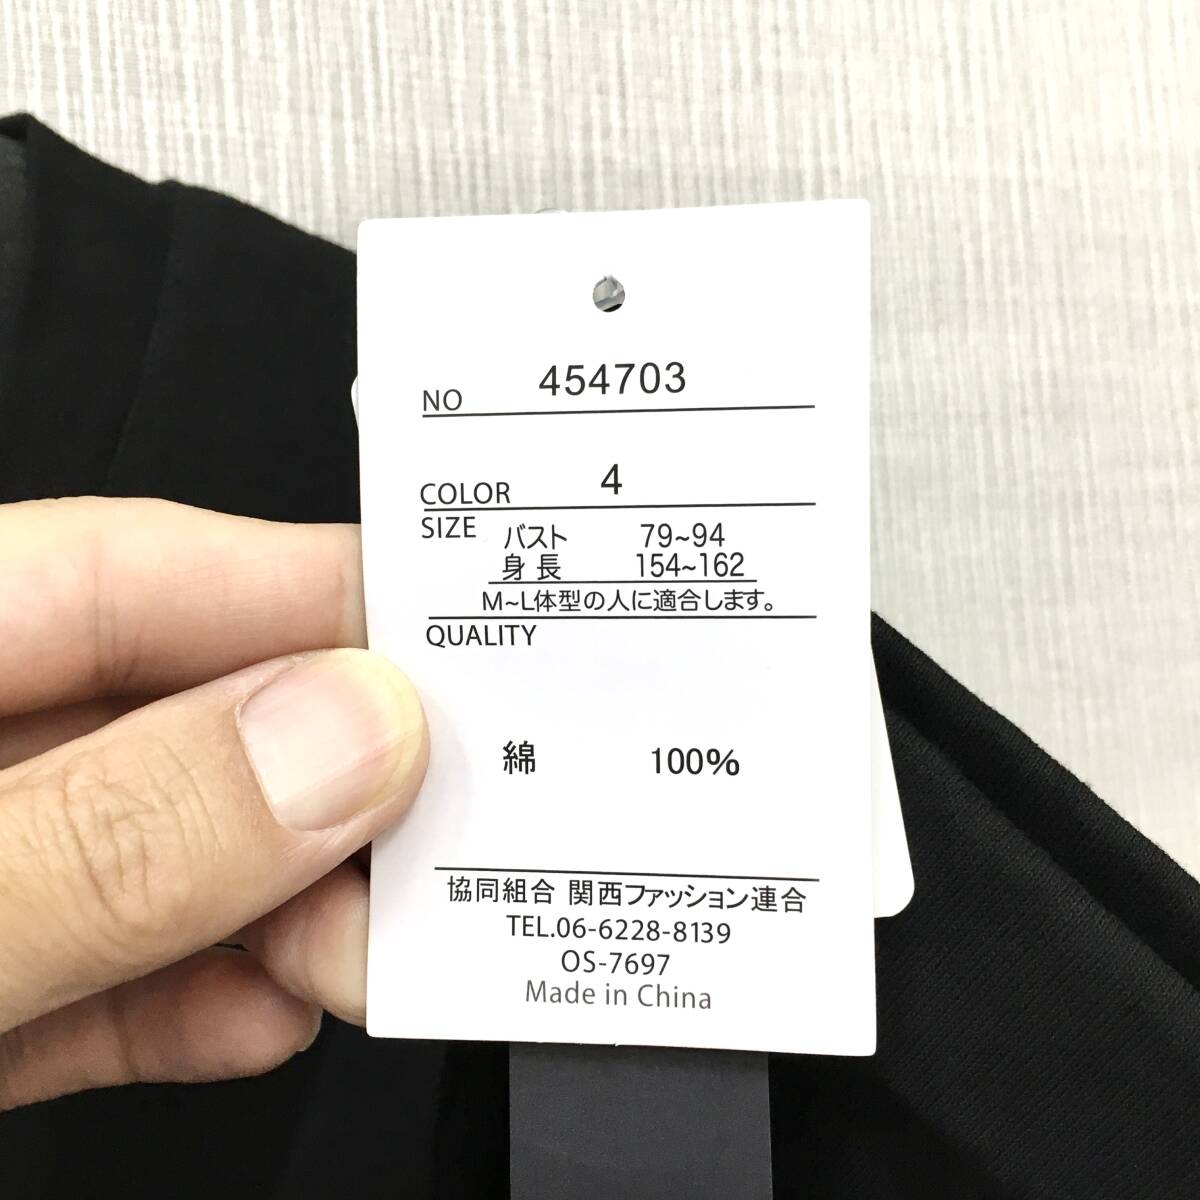 NO 454703
COLOR 4
SIZE バスト 79~94
身長 154~162
M~L体型の人に適合します。
QUALITY
綿 100%
協同組合 関西ファッション連合
TEL.06-6228-8139
OS-7697
Made in China